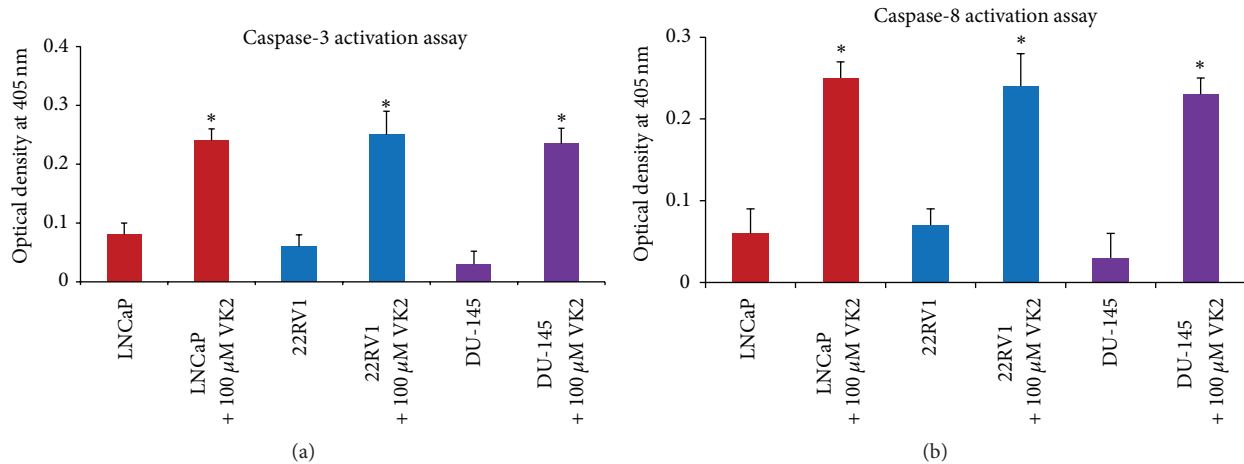 Caspase-3 activation assay
Optical density at 405 nm
0.4
0.3
0.2
0.1
0
*
*
*
LNCaP
LNCaP
+ 100 μM VK2
22RV1
22RV1
+ 100 μM VK2
DU-145
DU-145
+ 100 μM VK2
(a)
Caspase-8 activation assay
Optical density at 405 nm
0.3
0.2
0.1
0
*
*
*
LNCaP
LNCaP
+ 100 μM VK2
22RV1
22RV1
+ 100 μM VK2
DU-145
DU-145
+ 100 μM VK2
(b)